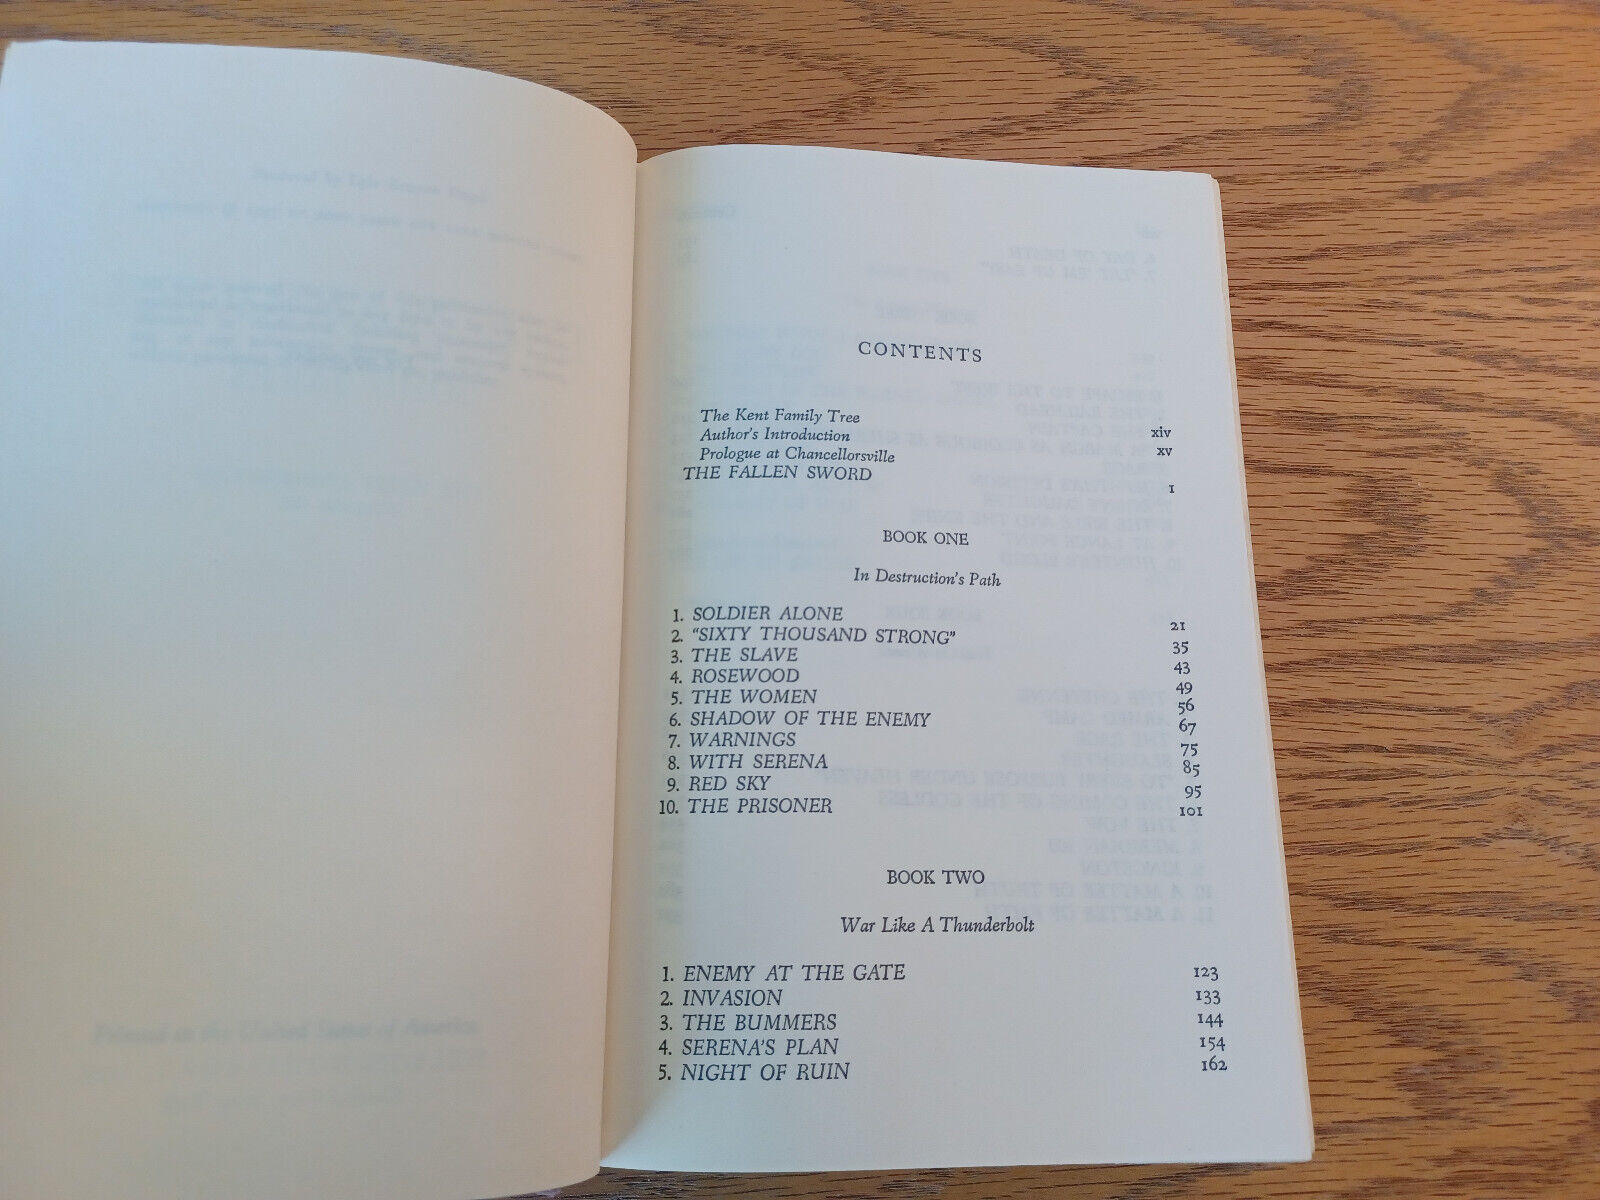 CONTENTS
The Kent Family Tree xiv
Author's Introduction xv
Prologue at Chancellorsville
THE FALLEN SWORD 1
BOOK ONE
In Destruction's Path
1. SOLDIER ALONE 21
2. "SIXTY THOUSAND STRONG" 35
3. THE SLAVE 43
4. ROSEWOOD 49
5. THE WOMEN 56
6. SHADOW OF THE ENEMY 67
7. WARNINGS 75
8. WITH SERENA 85
9. RED SKY 95
10. THE PRISONER 101
BOOK TWO
War Like A Thunderbolt
1. ENEMY AT THE GATE 123
2. INVASION 133
3. THE BUMMERS 144
4. SERENA'S PLAN 154
5. NIGHT OF RUIN 162